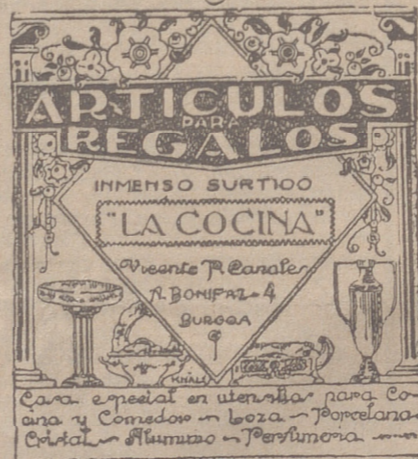 ARTICULOS
PARA
REGALOS
INMENSO SURTIDO
"LA COCINA"
Vicente P. Canales
A. BONIFAZ-4
BURGOS
Casa especial en utensilios para Co-
cina y Comedor - Loza - Porcelana
Cristal - Aluminio - Perfumeria